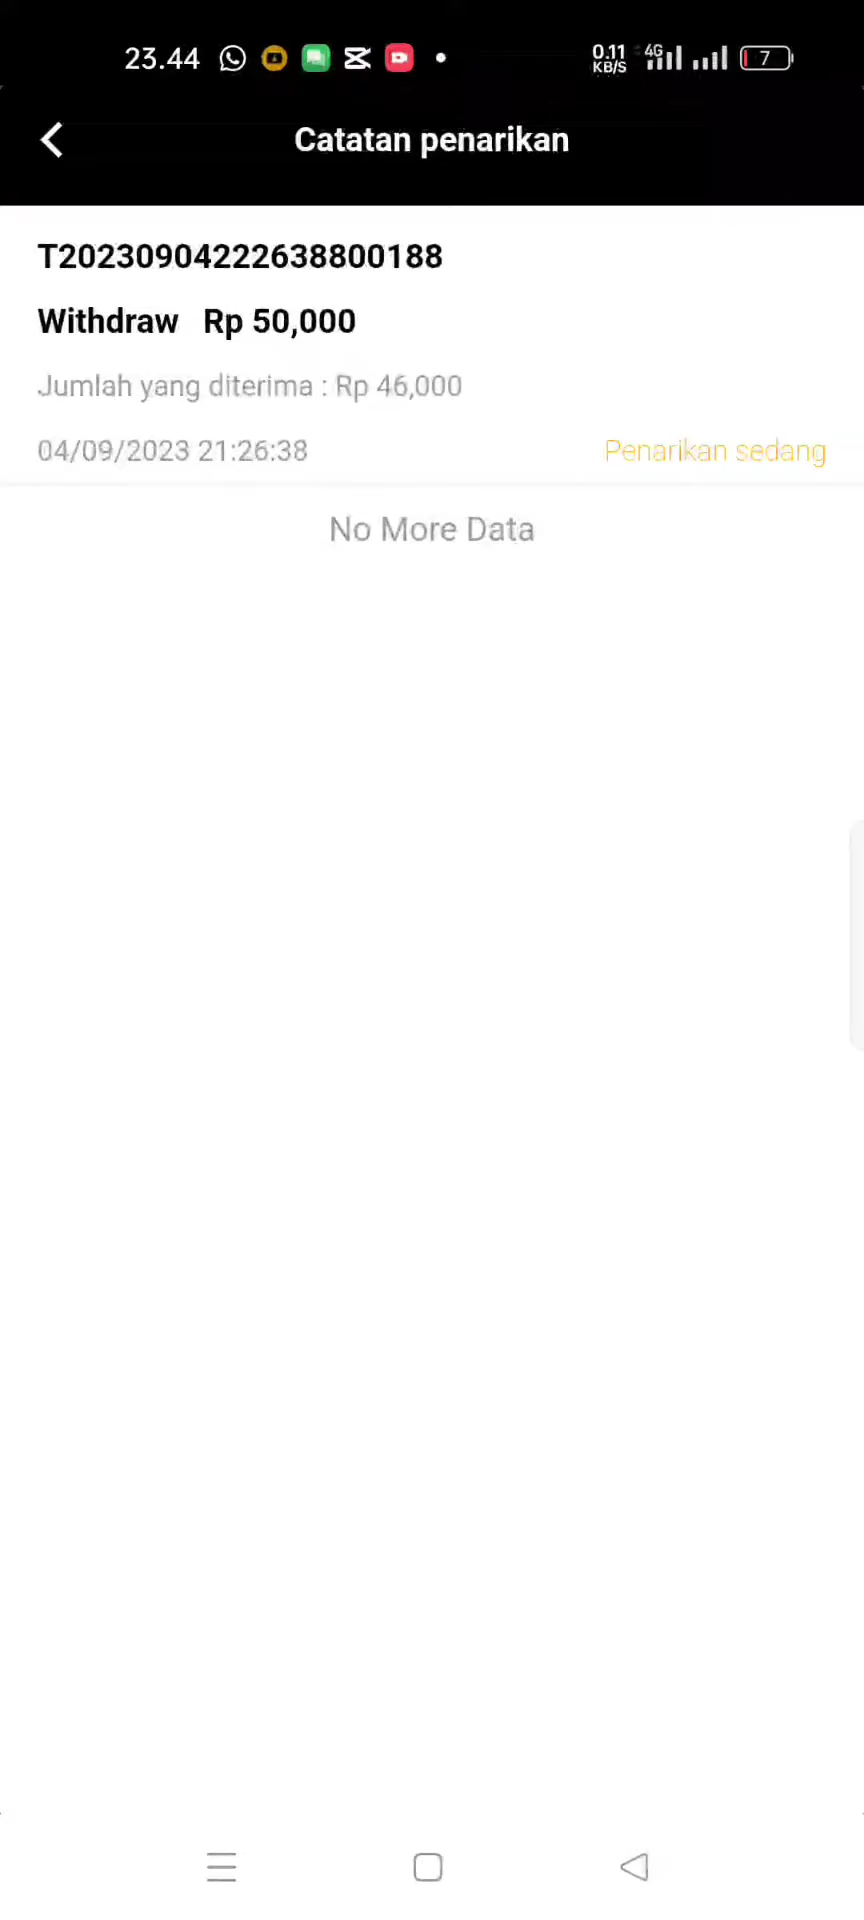 23.44
0.11 KB/S 4G 7
Catatan penarikan
T20230904222638800188
Withdraw Rp 50,000
Jumlah yang diterima : Rp 46,000
04/09/2023 21:26:38 Penarikan sedang
No More Data